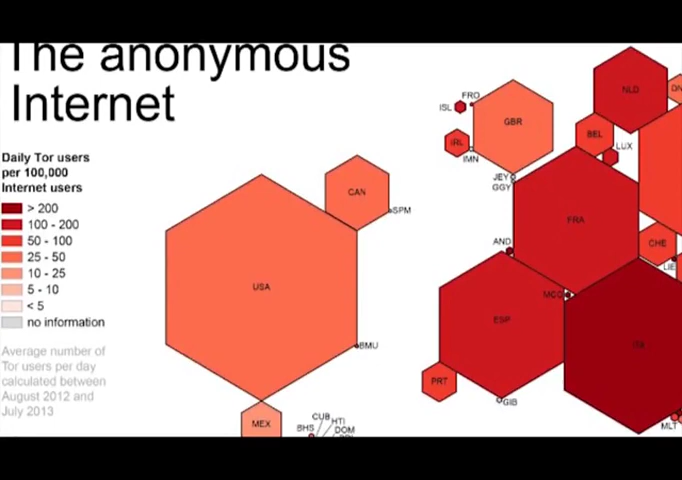 The anonymous
Internet
Daily Tor users
per 100,000
Internet users
> 200
100 - 200
50 - 100
25 - 50
10 - 25
5 - 10
< 5
no information
Average number of
Tor users per day
calculated between
August 2012 and
July 2013
USA
CAN
SPM
BMU
MEX
CUB
HTI
BHS
DOM
FRO
ISL
GBR
IRL
IMN
JEY
GGY
NLD
BEL
LUX
FRA
AND
CHE
LIE
MCO
ESP
PRT
GIB
MLT